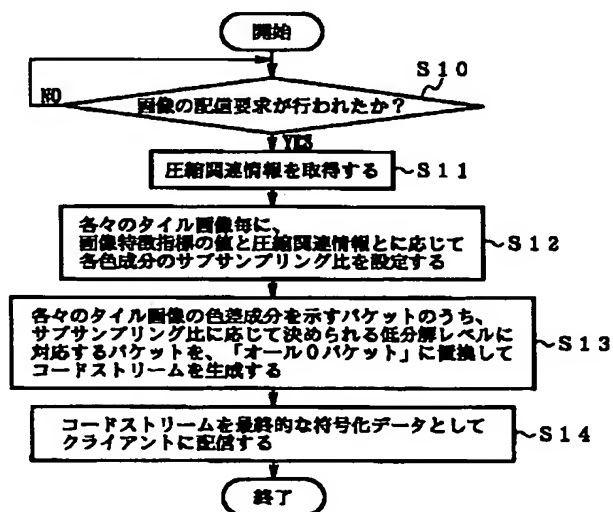 開始
S10
NO
画像の配信要求が行われたか?
YES
圧縮関連情報を取得する
S11
各々のタイル画像毎に、
画像特徴指標の値と圧縮関連情報とに応じて
各色成分のサブサンプリング比を設定する
S12
各々のタイル画像の色差成分を示すパケットのうち、
サブサンプリング比に応じて決められる低分解レベルに
対応するパケットを、「オール0パケット」に置換して
コードストリームを生成する
S13
コードストリームを最終的な符号化データとして
クライアントに配信する
S14
終了